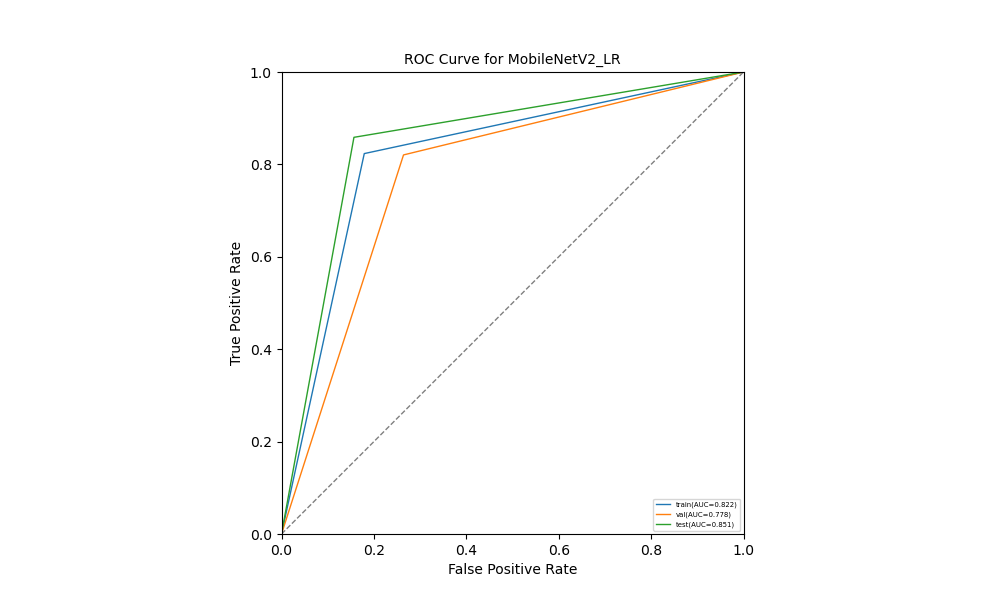 ROC Curve for MobileNetV2_LR
True Positive Rate
1.0
0.8
0.6
0.4
0.2
0.0
0.0 0.2 0.4 0.6 0.8 1.0
False Positive Rate
train(AUC=0.822)
val(AUC=0.778)
test(AUC=0.851)